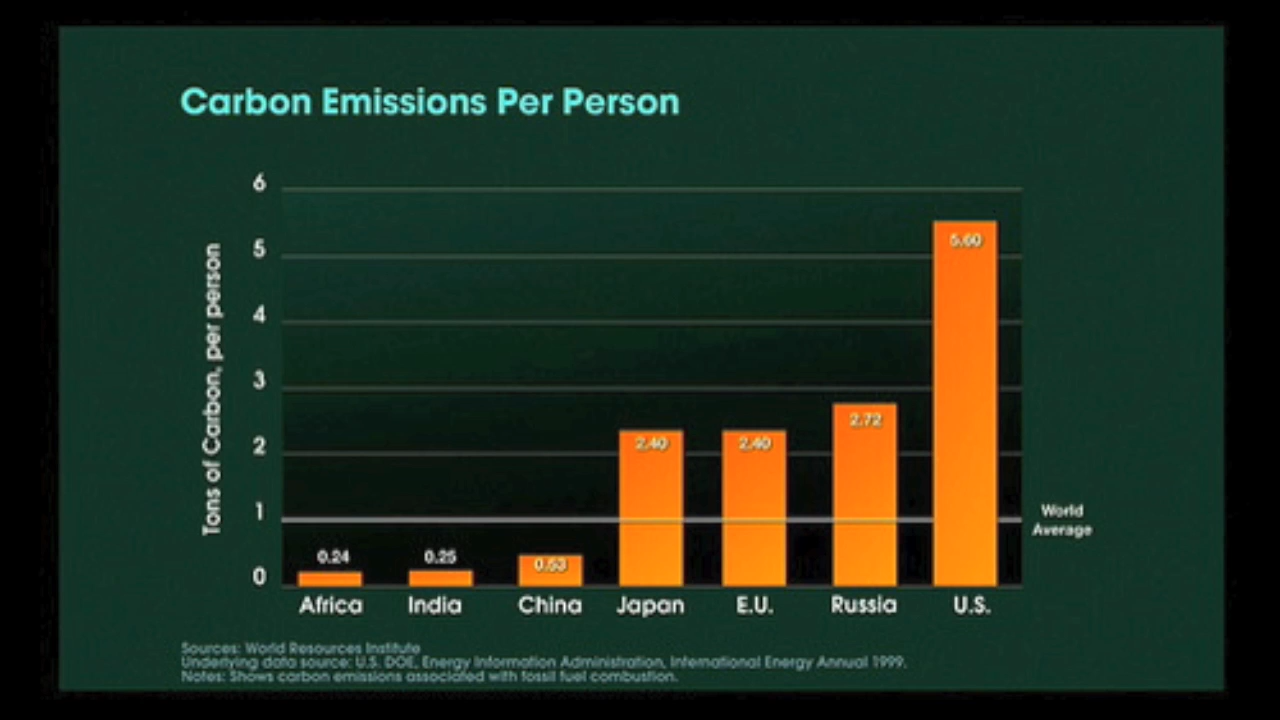 Carbon Emissions Per Person
6
5
4
3
2
1
0
Tons of Carbon, per person
0.24
0.25
0.53
2.40
2.40
2.72
5.60
World
Average
Africa
India
China
Japan
E.U.
Russia
U.S.
Sources: World Resources Institute
Underlying data source: U.S. DOE, Energy Information Administration, International Energy Annual 1999.
Notes: Shows carbon emissions associated with fossil fuel combustion.